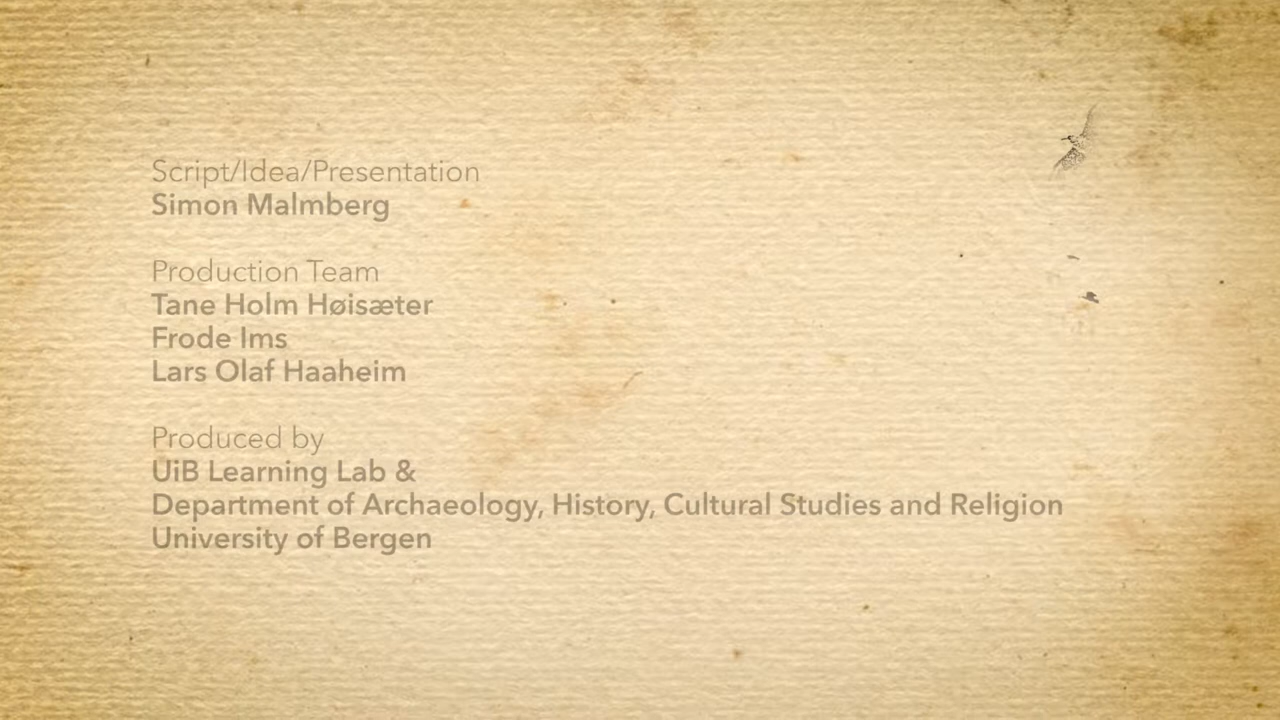 Script/Idea/Presentation
Simon Malmberg
Production Team
Tane Holm Høisæter
Frode Ims
Lars Olaf Haaheim
Produced by
UiB Learning Lab &
Department of Archaeology, History, Cultural Studies and Religion
University of Bergen